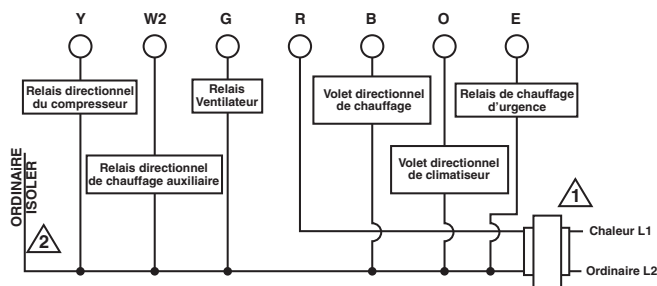 Y W2 G R B O E
Relais directionnel
du compresseur
Relais
Ventilateur
Volet directionnel
de chauffage
Relais de chauffage
d'urgence
Relais directionnel
de chauffage auxiliaire
Volet directionnel
de climatiseur
ORDINAIRE
ISOLER
2
1
Chaleur L1
Ordinaire L2